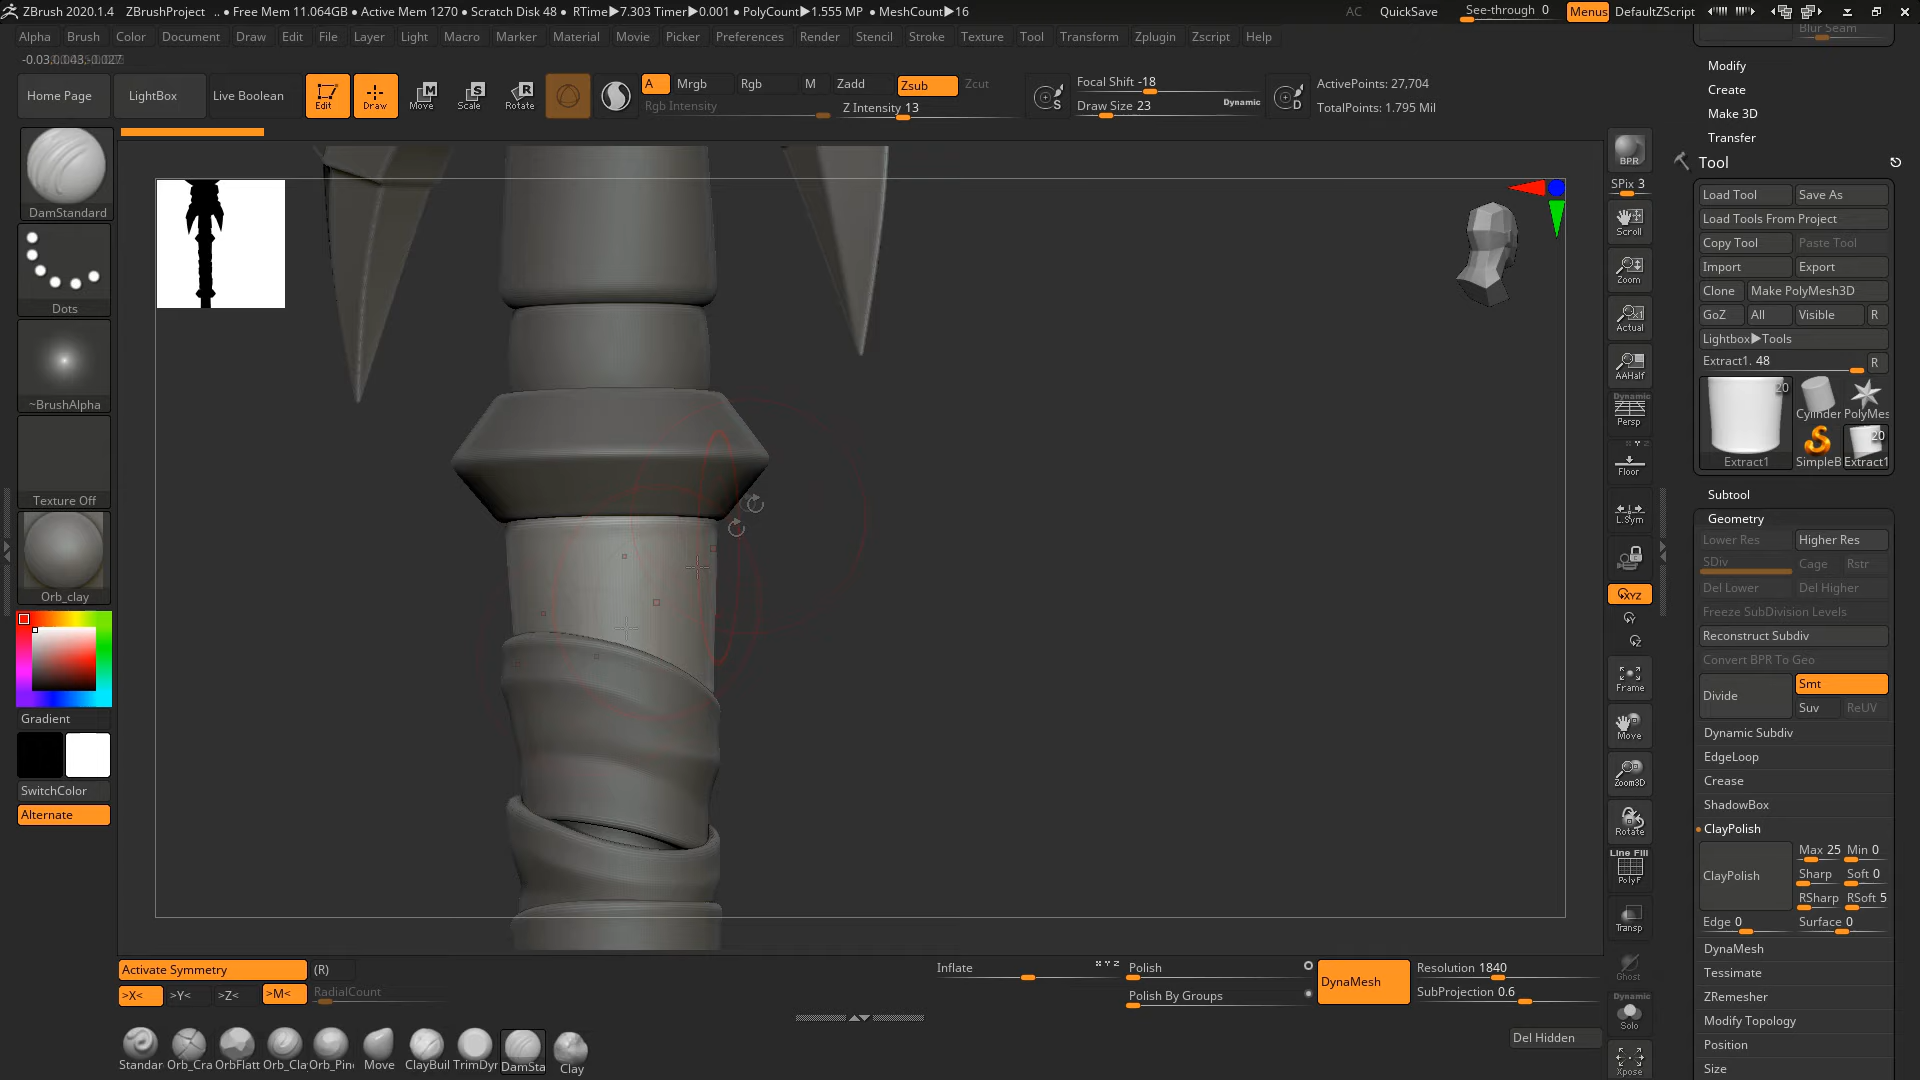 ZBrush 2020.1.4 ZBrushProject .. • Free Mem 11.064GB • Active Mem 1270 • Scratch Disk 48 • RTime▶7.303 Timer▶0.001 • PolyCount▶1.555 MP • MeshCount▶16 AC QuickSave See-through 0 Menus DefaultZScript
Alpha Brush Color Document Draw Edit File Layer Light Macro Marker Material Movie Picker Preferences Render Stencil Stroke Texture Tool Transform Zplugin Zscript Help
Home Page LightBox Live Boolean Edit Draw Move Scale Rotate
A Mrgb Rgb M Zadd Zsub Zcut
Rgb Intensity Z Intensity 13
S Focal Shift -18
Draw Size 23 Dynamic
D ActivePoints: 27,704
TotalPoints: 1.795 Mil
DamStandard
Dots
~BrushAlpha
Texture Off
Orb_clay
Gradient
SwitchColor
Alternate
BPR
SPix 3
Scroll
Zoom
Actual
AAHalf
Dynamic
Persp
Floor
L.Sym
XYZ
Y
Z
Frame
Move
Zoom3D
Rotate
Line Fill
PolyF
Transp
Ghost
Dynamic
Solo
Xpose
Blur Seam
Modify
Create
Make 3D
Transfer
Tool
Load Tool Save As
Load Tools From Project
Copy Tool Paste Tool
Import Export
Clone Make PolyMesh3D
GoZ All Visible R
Lightbox▶Tools
Extract1. 48 R
20 Cylinder PolyMes
20
Extract1 SimpleB Extract1
Subtool
Geometry
Lower Res Higher Res
SDiv Cage Rstr
Del Lower Del Higher
Freeze SubDivision Levels
Reconstruct Subdiv
Convert BPR To Geo
Divide Smt
Suv ReUV
Dynamic Subdiv
EdgeLoop
Crease
ShadowBox
ClayPolish
ClayPolish Max 25 Min 0
Sharp Soft 0
RSharp RSoft 5
Edge 0 Surface 0
DynaMesh
Tessimate
ZRemesher
Modify Topology
Position
Size
Activate Symmetry (R)
>X< >Y< >Z< >M< RadialCount
Inflate X Y Z Polish
Polish By Groups
DynaMesh Resolution 1840
SubProjection 0.6
Del Hidden
Standar Orb_Cra OrbFlatt Orb_Cla Orb_Pin Move ClayBuil TrimDyr DamSta Clay